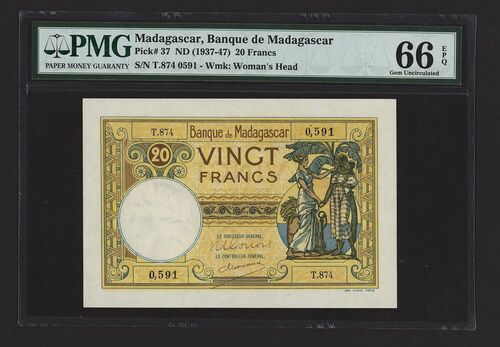 PMG
PAPER MONEY GUARANTY
Madagascar, Banque de Madagascar
Pick# 37 ND (1937-47) 20 Francs
S/N T.874 0591 - Wmk: Woman's Head
66 EPQ
Gem Uncirculated
T.874
Banque de Madagascar
0,591
20
VINGT
FRANCS
LE DIRECTEUR GÉNÉRAL,
LE CONTROLEUR GÉNÉRAL,
0,591
T.874